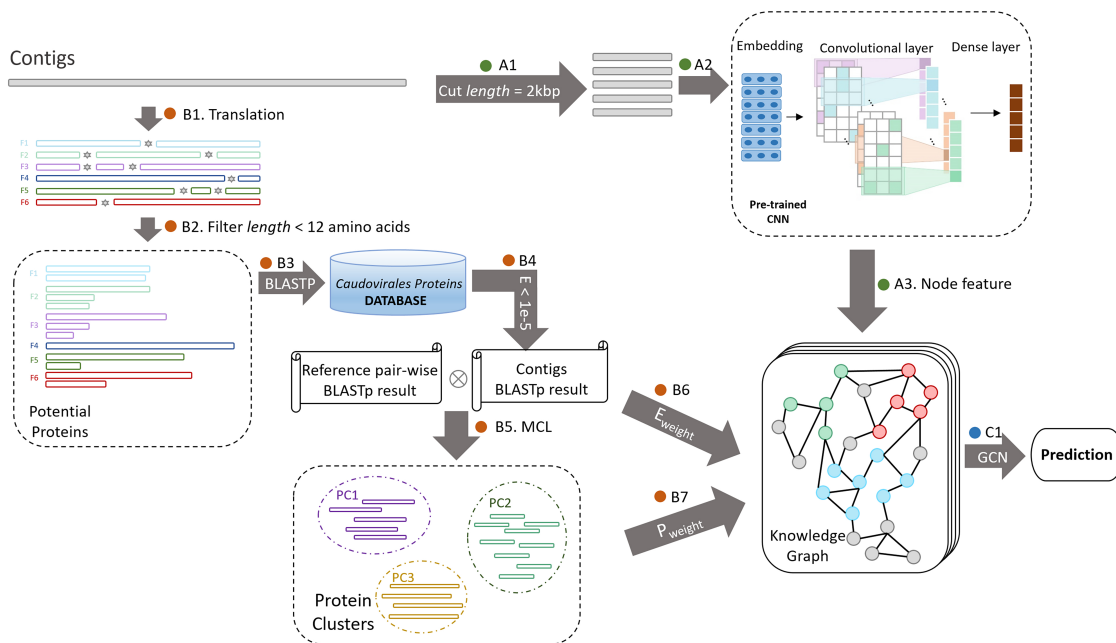 Contigs
A1
Cut length = 2kbp
A2
Embedding
Convolutional layer
Dense layer
Pre-trained
CNN
B1. Translation
F1
F2
F3
F4
F5
F6
B2. Filter length < 12 amino acids
F1
F2
F3
F4
F5
F6
Potential
Proteins
B3
BLASTP
Caudovirales Proteins
DATABASE
B4
E < 1e-5
A3. Node feature
Reference pair-wise
BLASTp result
Contigs
BLASTp result
B5. MCL
PC1
PC2
PC3
Protein
Clusters
B6
Eweight
B7
Pweight
Knowledge
Graph
C1
GCN
Prediction